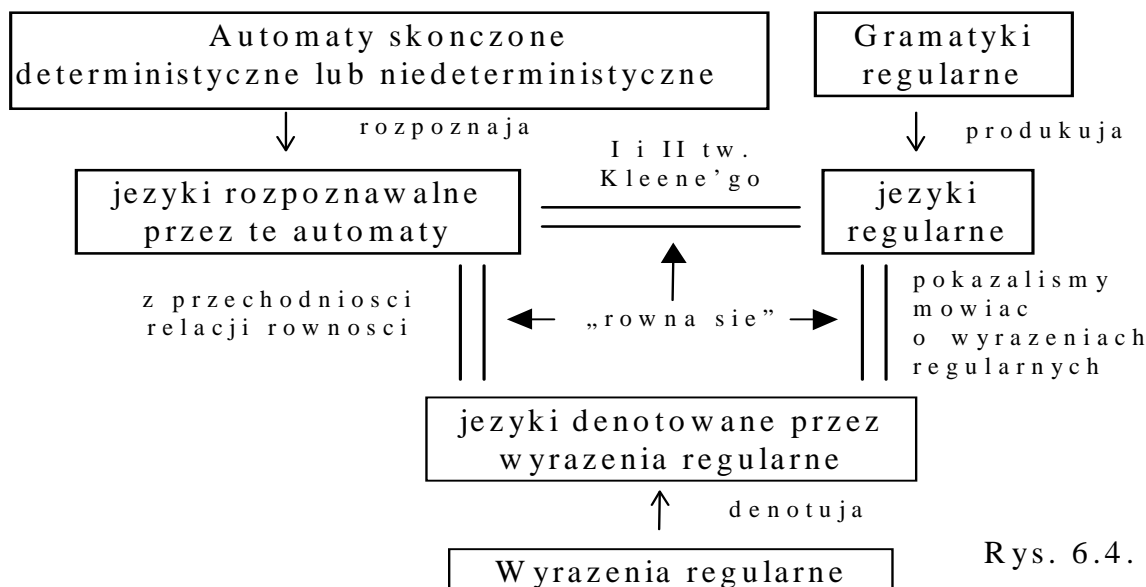 Automaty skonczone
deterministyczne lub niedeterministyczne
Gramatyki
regularne
rozpoznaja
produkuja
I i II tw.
Kleene’go
jezyki rozpoznawalne
przez te automaty
jezyki
regularne
z przechodniosci
relacji rownosci
„rowna sie”
pokazalismy
mowiac
o wyrazeniach
regularnych
jezyki denotowane przez
wyrazenia regularne
denotuja
Wyrazenia regularne
Rys. 6.4.